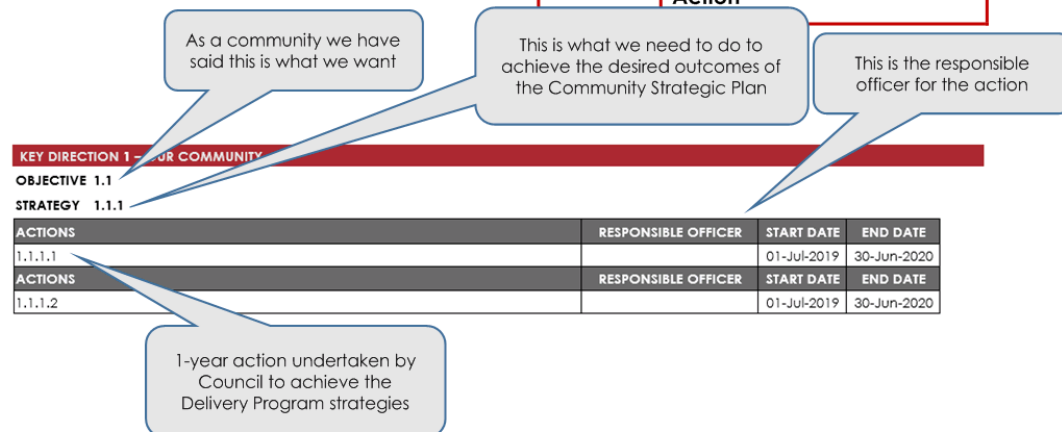 Action
As a community we have
said this is what we want
This is what we need to do to
achieve the desired outcomes of
the Community Strategic Plan
This is the responsible
officer for the action
KEY DIRECTION 1 – OUR COMMUNITY
OBJECTIVE 1.1
STRATEGY 1.1.1
ACTIONS RESPONSIBLE OFFICER START DATE END DATE
1.1.1.1 01-Jul-2019 30-Jun-2020
ACTIONS RESPONSIBLE OFFICER START DATE END DATE
1.1.1.2 01-Jul-2019 30-Jun-2020
1-year action undertaken by
Council to achieve the
Delivery Program strategies